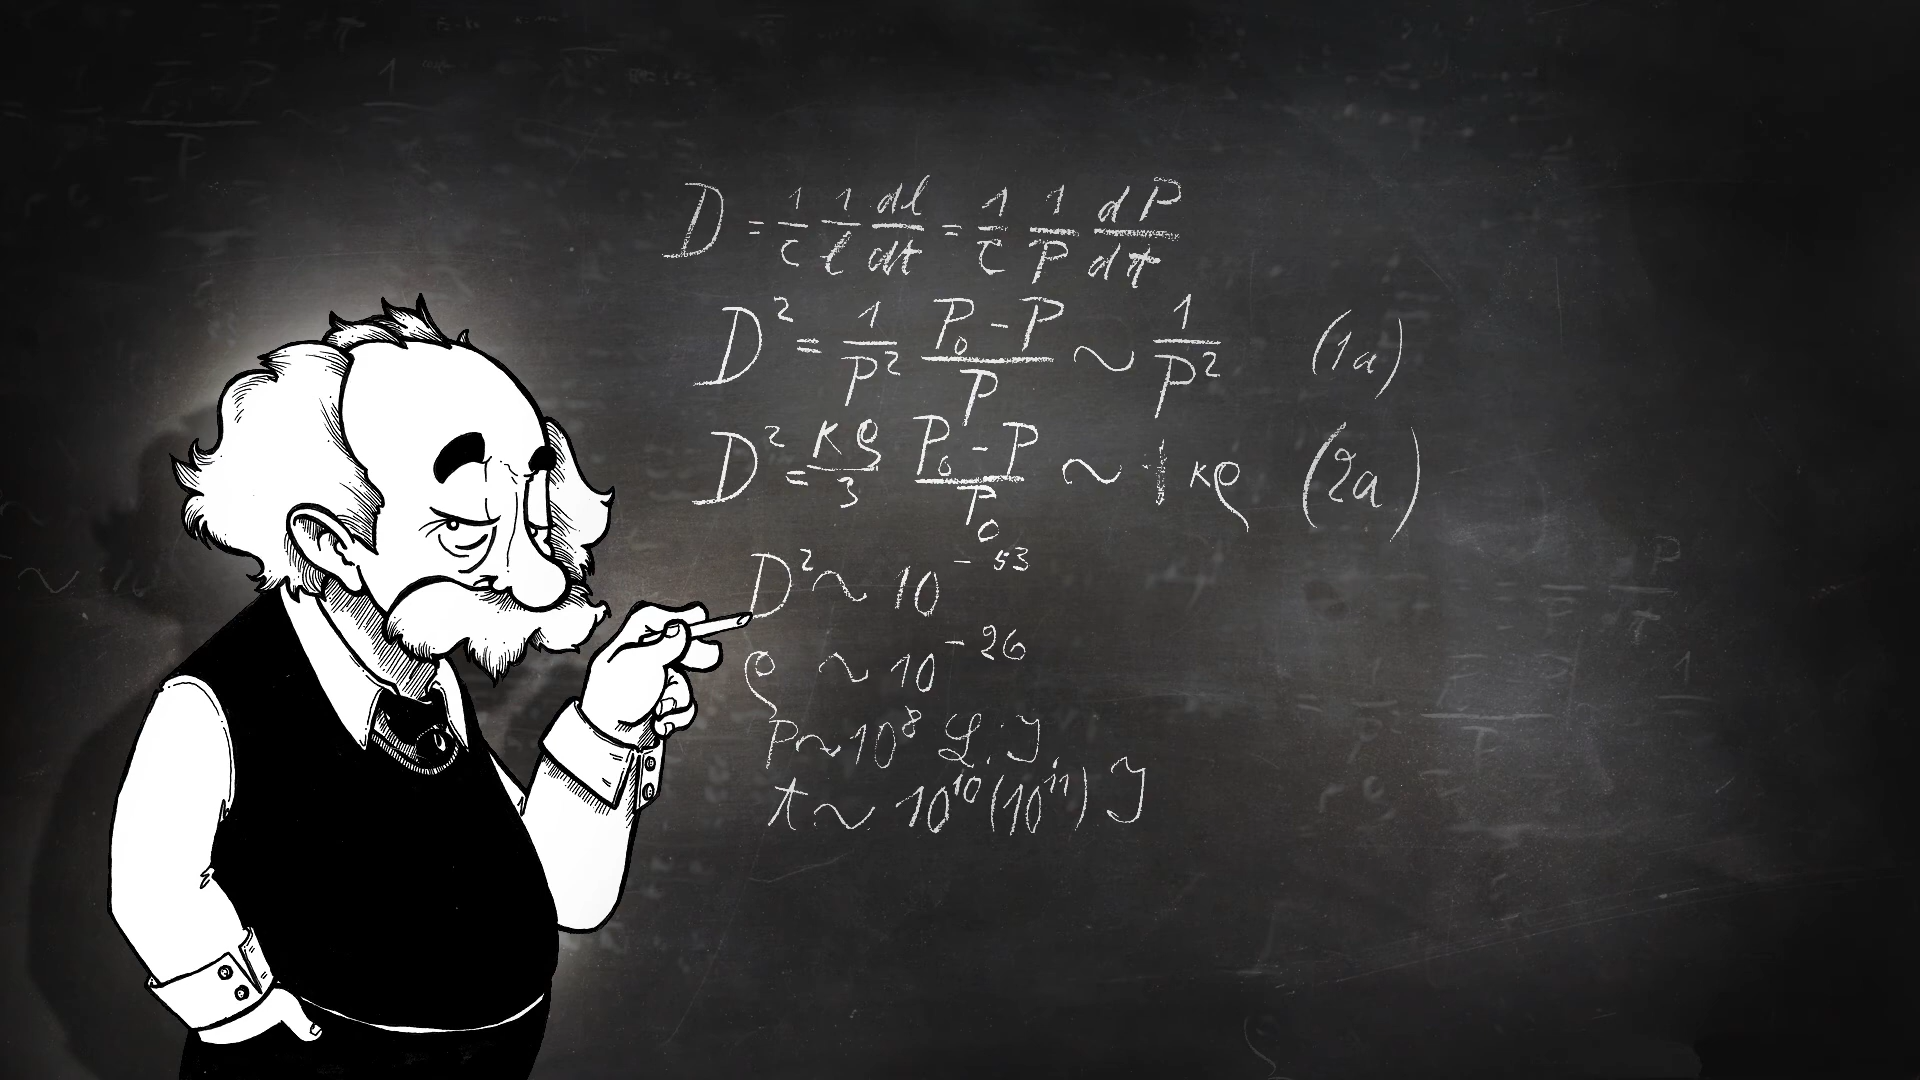 D = 1/c 1/l dl/dt = 1/c 1/P dP/dt
D² = 1/P² P₀-P/P ~ 1/P² (1a)
D² = κρ/3 P₀-P/P₀ ~ κρ (2a)
D² ~ 10⁻⁵³
ρ ~ 10⁻²⁶
P ~ 10⁸ L.J.
t ~ 10¹⁰(10¹¹) J